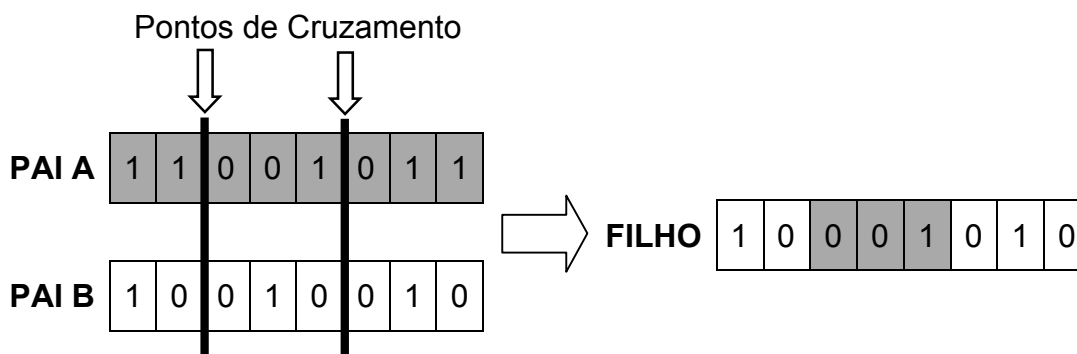 Pontos de Cruzamento
PAI A 1 1 0 0 1 0 1 1
FILHO 1 0 0 0 1 0 1 0
PAI B 1 0 0 1 0 0 1 0